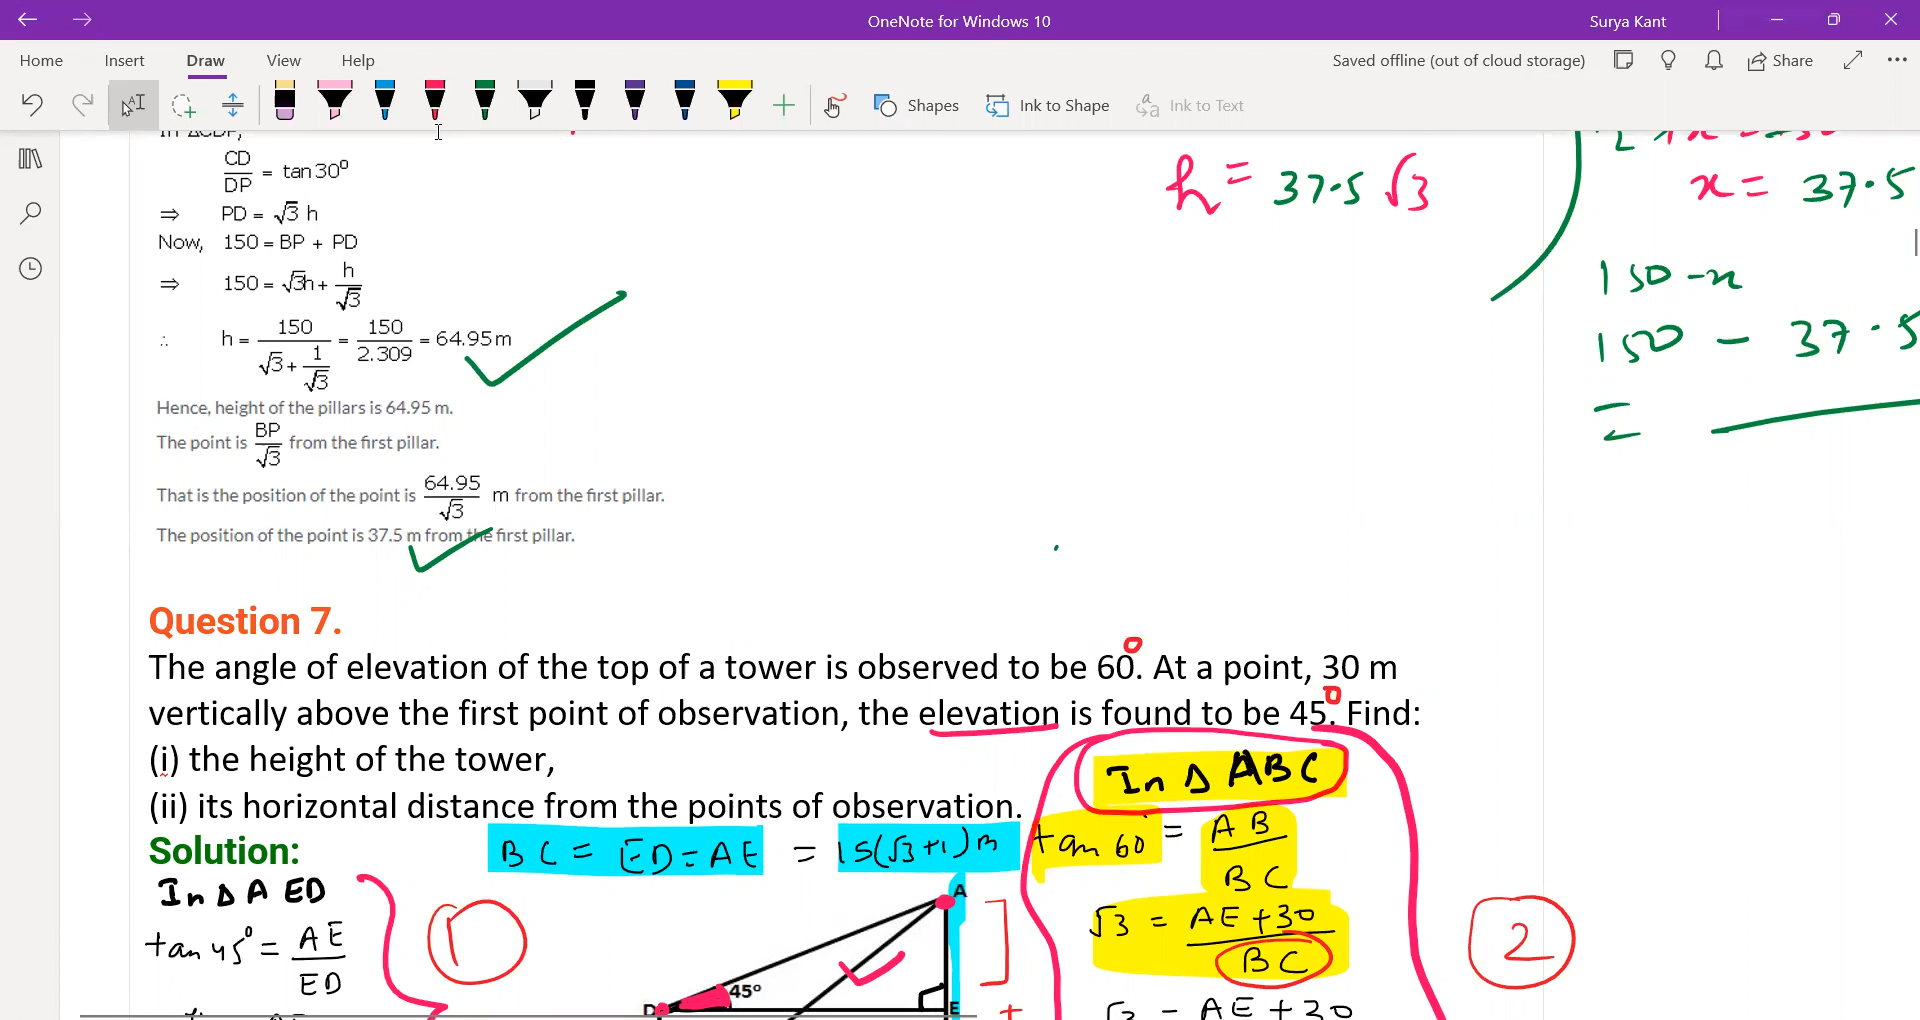 OneNote for Windows 10
Surya Kant
Home Insert Draw View Help
Saved offline (out of cloud storage)
Share
Shapes
Ink to Shape
Ink to Text
In ΔCDP,
CD/DP = tan 30⁰
⇒ PD = √3 h
Now, 150 = BP + PD
⇒ 150 = √3h + h/√3
∴ h = 150/(√3 + 1/√3) = 150/2.309 = 64.95m
Hence, height of the pillars is 64.95 m.
The point is BP/√3 from the first pillar.
That is the position of the point is 64.95/√3 m from the first pillar.
The position of the point is 37.5 m from the first pillar.
h = 37.5 √3
x = 37.5
150 - x
150 - 37.5
=
Question 7.
The angle of elevation of the top of a tower is observed to be 60°. At a point, 30 m
vertically above the first point of observation, the elevation is found to be 45°. Find:
(i) the height of the tower,
(ii) its horizontal distance from the points of observation.
Solution:
BC = ED = AE = 15(√3+1) m
In Δ AED
tan 45° = AE/ED
1
A
45°
D
E
+
In Δ ABC
tan 60 = AB/BC
√3 = AE + 30/BC
√3 = AE + 30
2